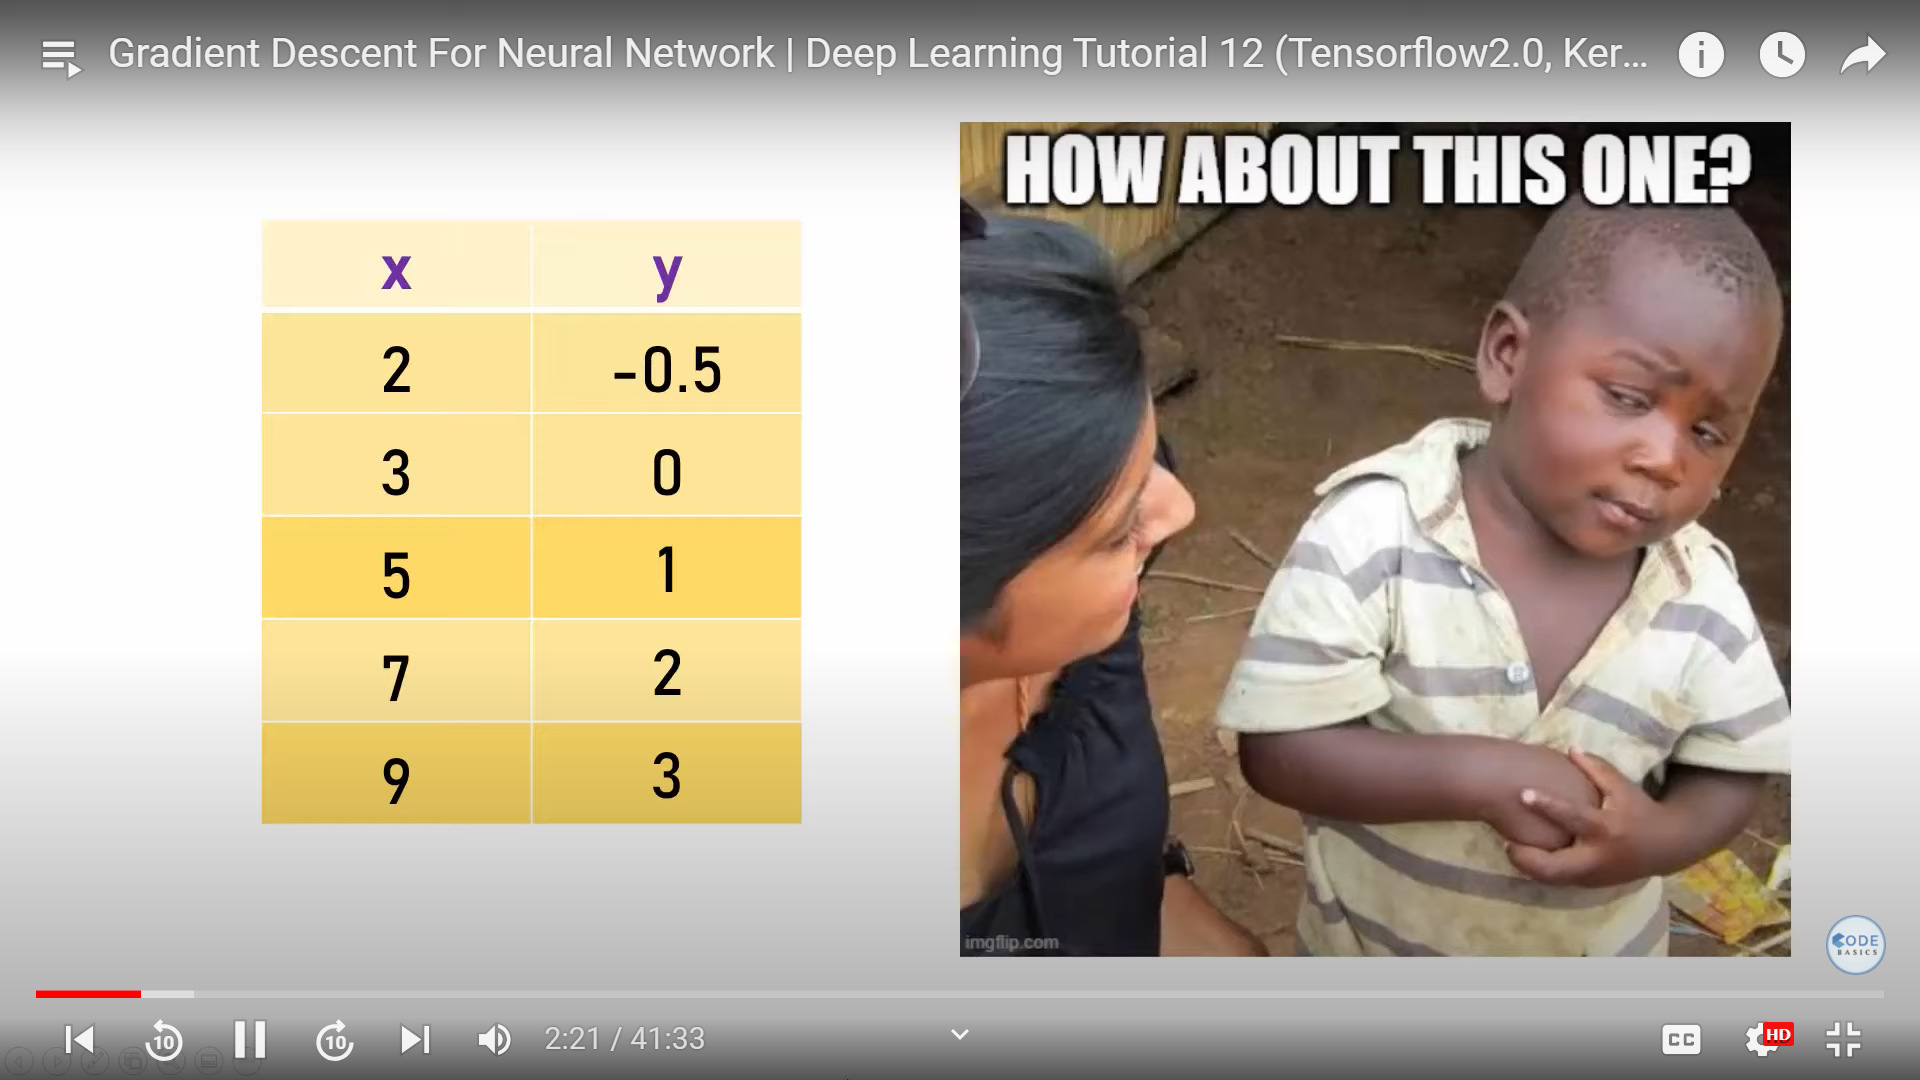 Gradient Descent For Neural Network | Deep Learning Tutorial 12 (Tensorflow2.0, Ker...
HOW ABOUT THIS ONE?
x y
2 -0.5
3 0
5 1
7 2
9 3
imgflip.com
CODE
BASICS
10
10
2:21 / 41:33
CC
HD